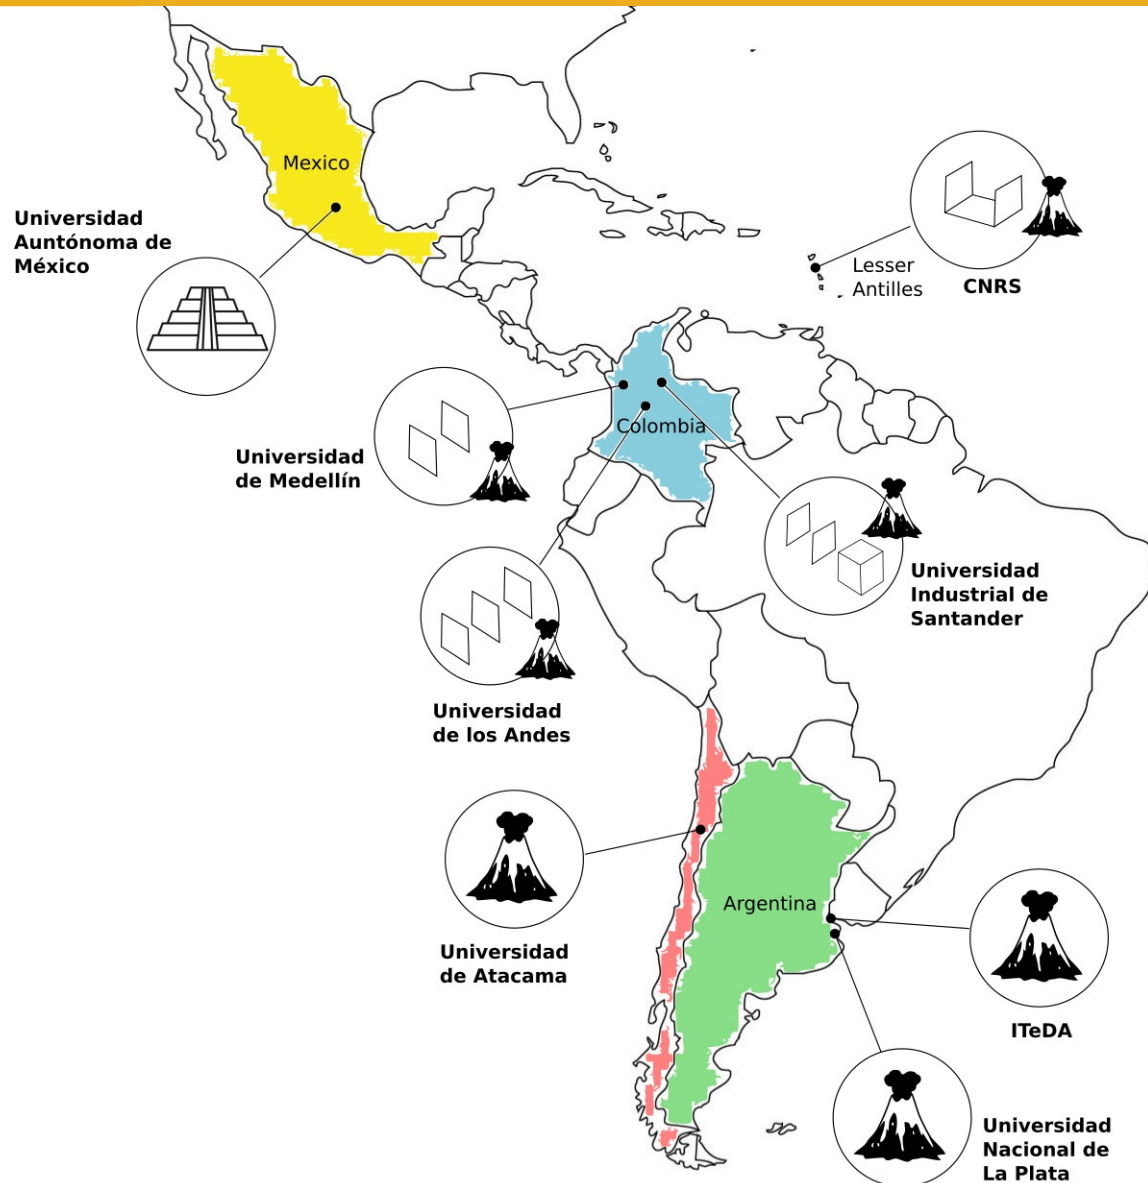 Mexico
Universidad
Auntónoma de
México
Lesser
Antilles
CNRS
Colombia
Universidad
de Medellín
Universidad
Industrial de
Santander
Universidad
de los Andes
Argentina
Universidad
de Atacama
ITeDA
Universidad
Nacional de
La Plata